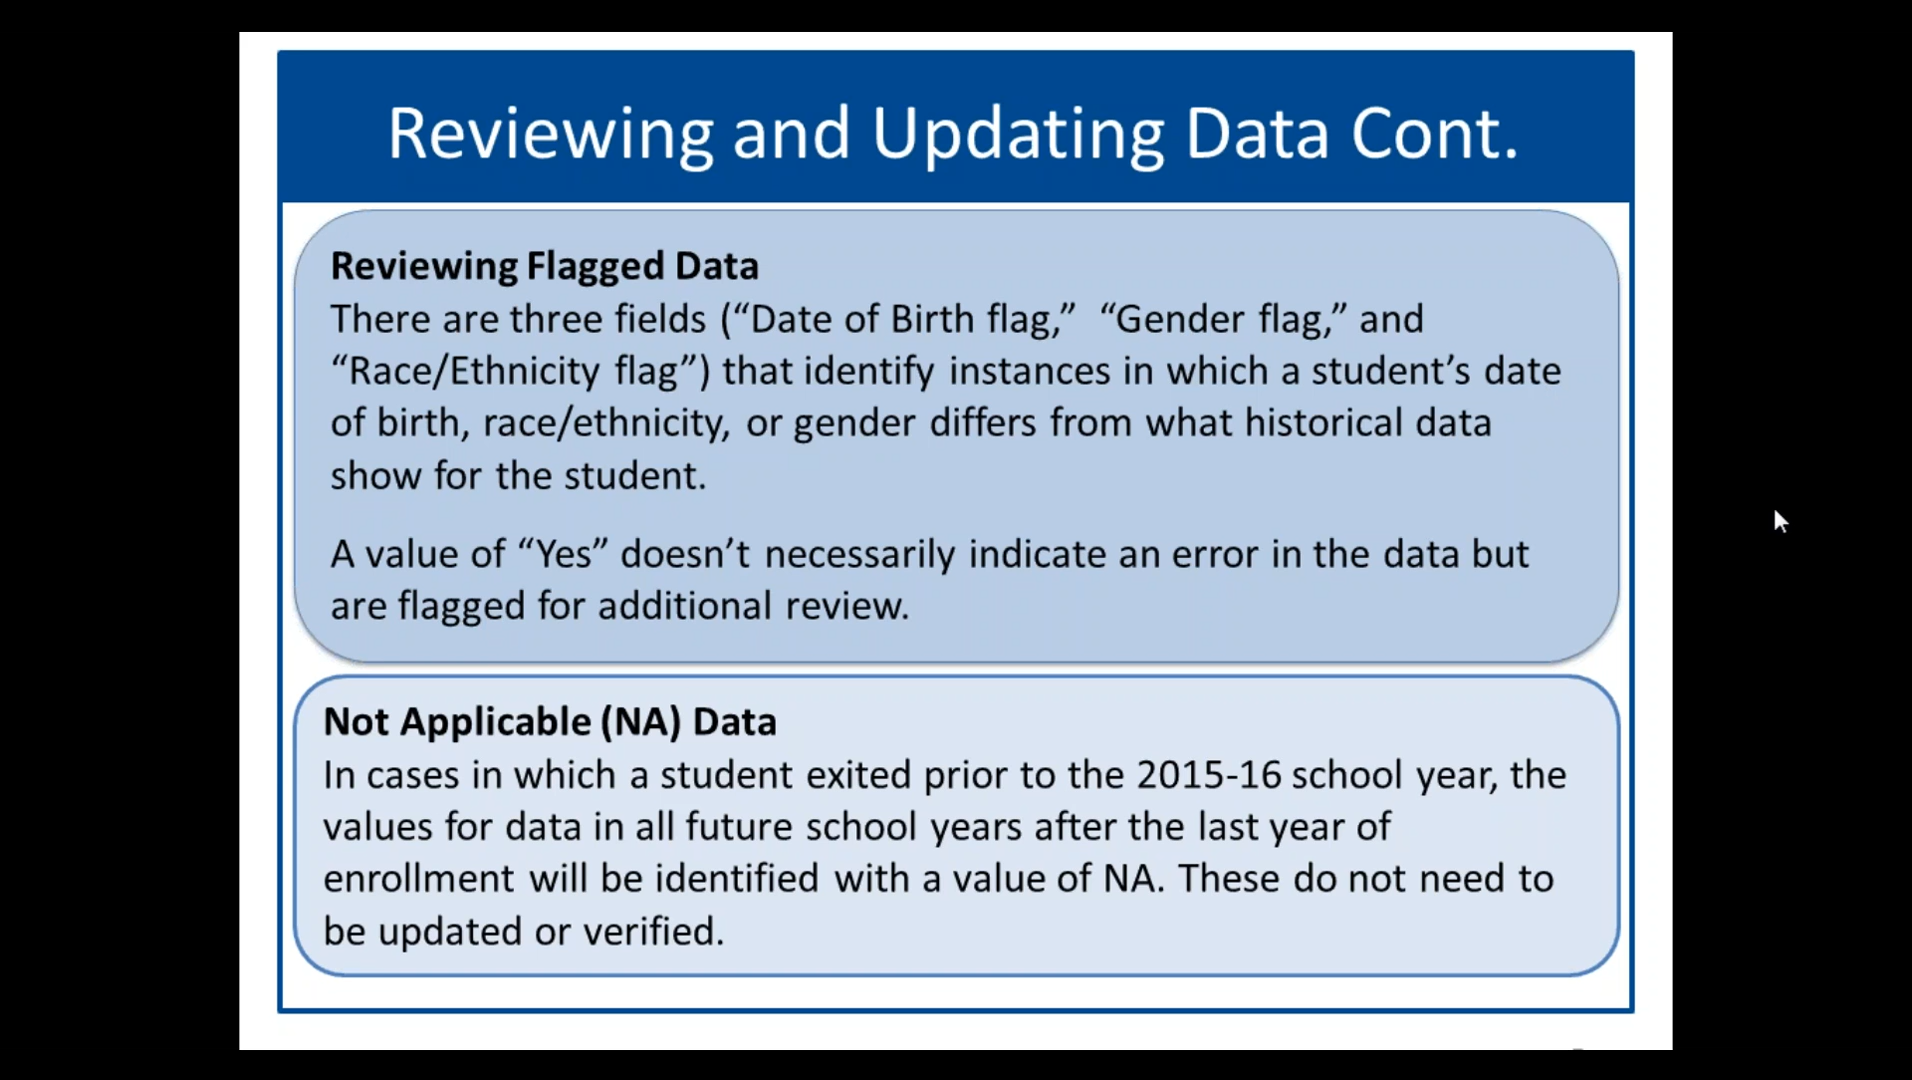 Reviewing and Updating Data Cont.
Reviewing Flagged Data
There are three fields (“Date of Birth flag,”  “Gender flag,” and
“Race/Ethnicity flag”) that identify instances in which a student’s date
of birth, race/ethnicity, or gender differs from what historical data
show for the student.
A value of “Yes” doesn’t necessarily indicate an error in the data but
are flagged for additional review.
Not Applicable (NA) Data
In cases in which a student exited prior to the 2015-16 school year, the
values for data in all future school years after the last year of
enrollment will be identified with a value of NA. These do not need to
be updated or verified.